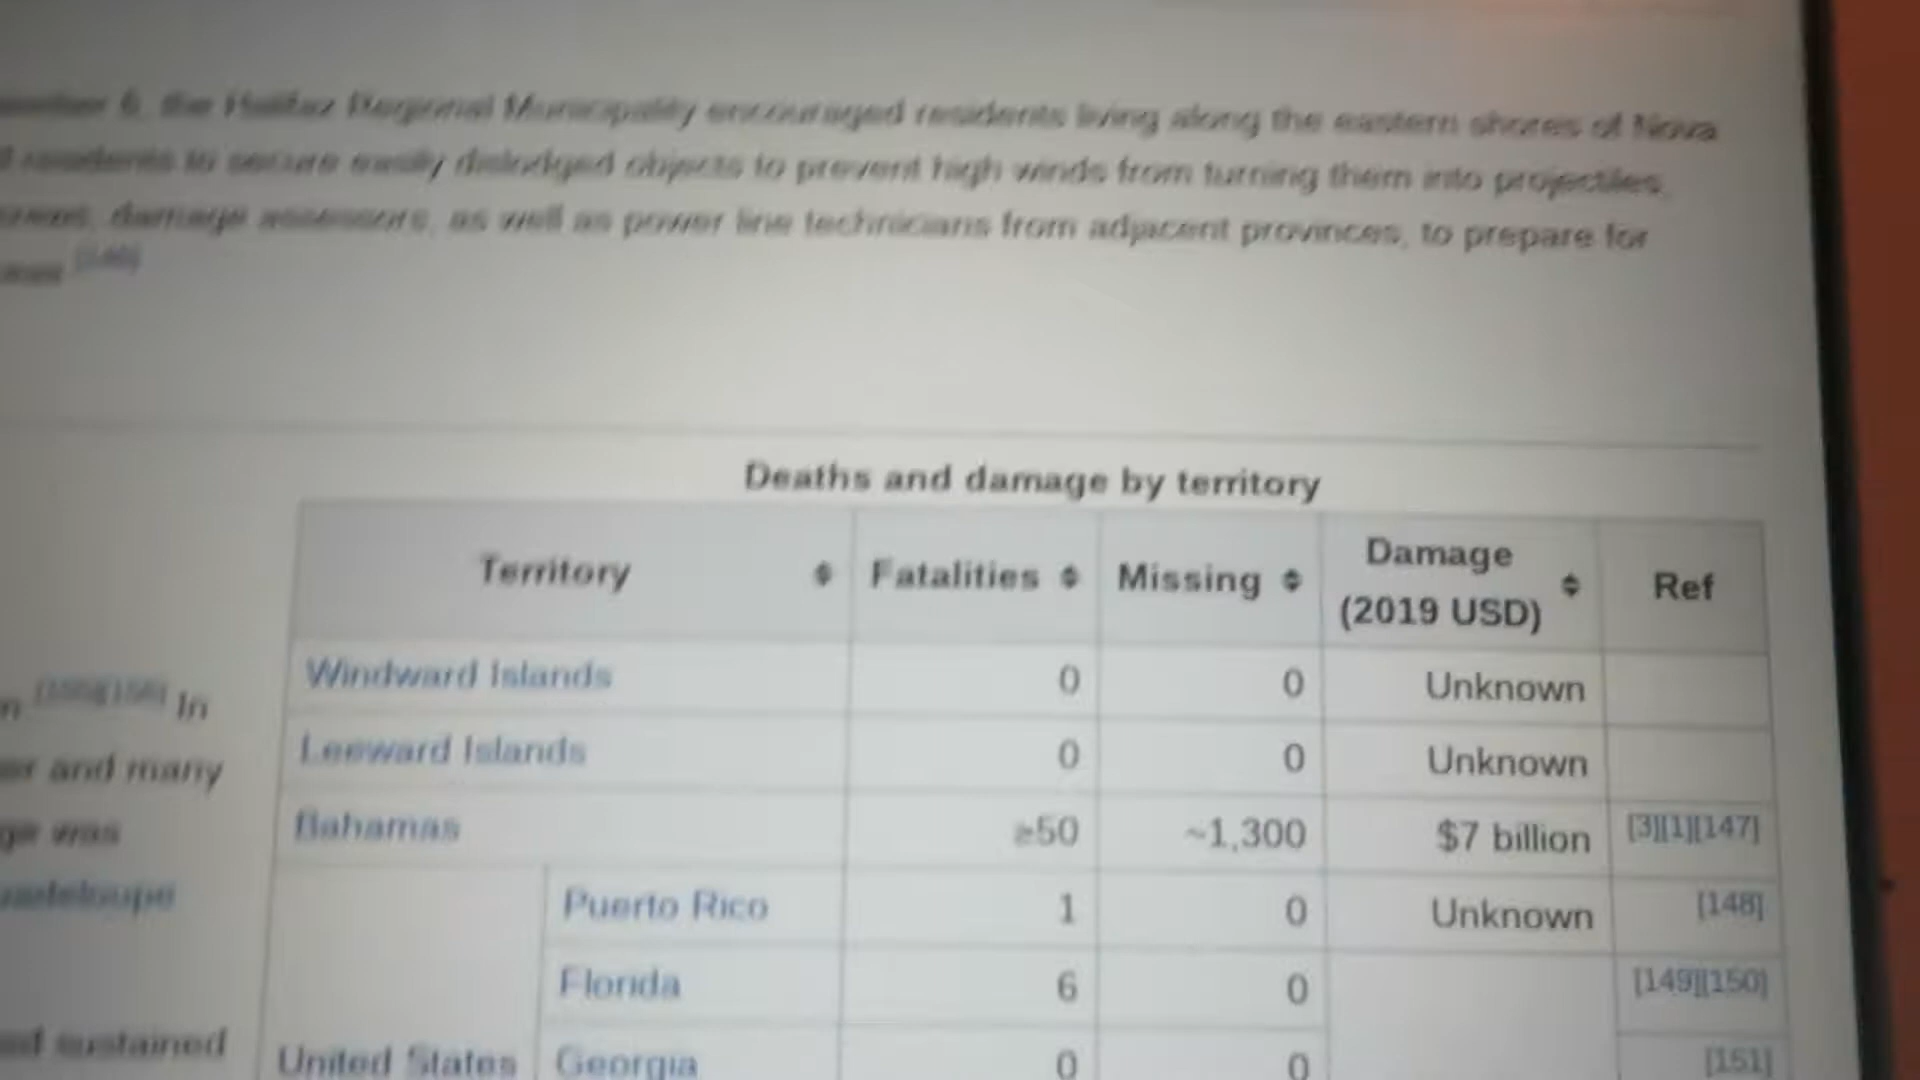 6, the Halifax Regional Municipality encouraged residents living along the eastern shores of Nova
residents to secure easily dislodged objects to prevent high winds from turning them into projectiles.
damage assessors, as well as power line technicians from adjacent provinces, to prepare for
Deaths and damage by territory
Territory Fatalities Missing Damage (2019 USD) Ref
Windward Islands 0 0 Unknown
Leeward Islands 0 0 Unknown
In
Bahamas ≥50 ~1,300 $7 billion [3][1][147]
and many
was
Puerto Rico 1 0 Unknown [148]
Florida 6 0 [149][150]
sustained
United States Georgia 0 0 [151]